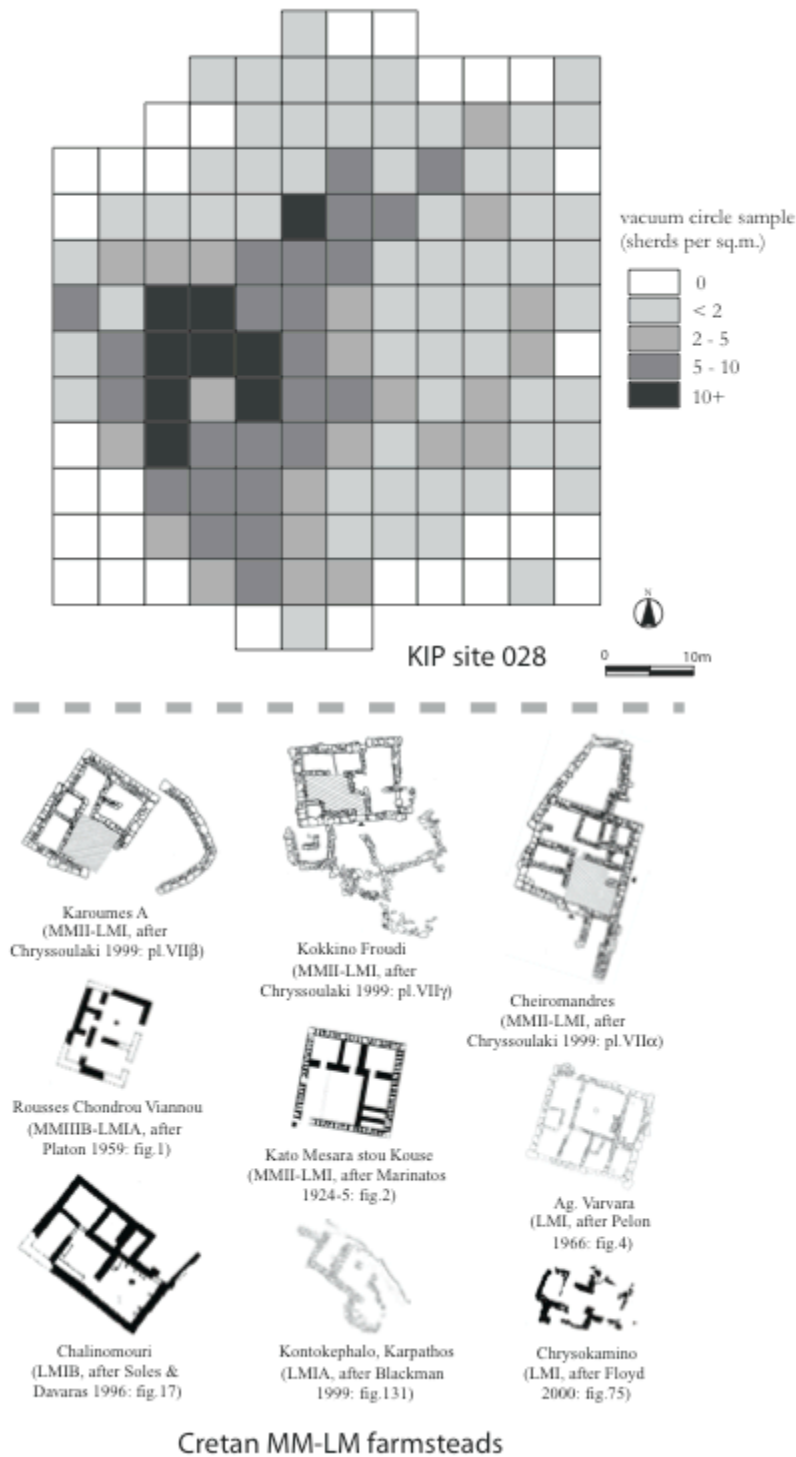 vacuum circle sample
(sherds per sq.m.)
0
< 2
2 - 5
5 - 10
10+
N
KIP site 028
0 10m
Karoumes A
(MMII-LMI, after
Chryssoulaki 1999: pl.VIIβ)
Kokkino Froudi
(MMII-LMI, after
Chryssoulaki 1999: pl.VIIγ)
Cheiromandres
(MMII-LMI, after
Chryssoulaki 1999: pl.VIIα)
Rousses Chondrou Viannou
(MMIIIB-LMIA, after
Platon 1959: fig.1)
Kato Mesara stou Kouse
(MMII-LMI, after Marinatos
1924-5: fig.2)
Ag. Varvara
(LMI, after Pelon
1966: fig.4)
Chalinomouri
(LMIB, after Soles &
Davaras 1996: fig.17)
Kontokephalo, Karpathos
(LMIA, after Blackman
1999: fig.131)
Chrysokamino
(LMI, after Floyd
2000: fig.75)
Cretan MM-LM farmsteads